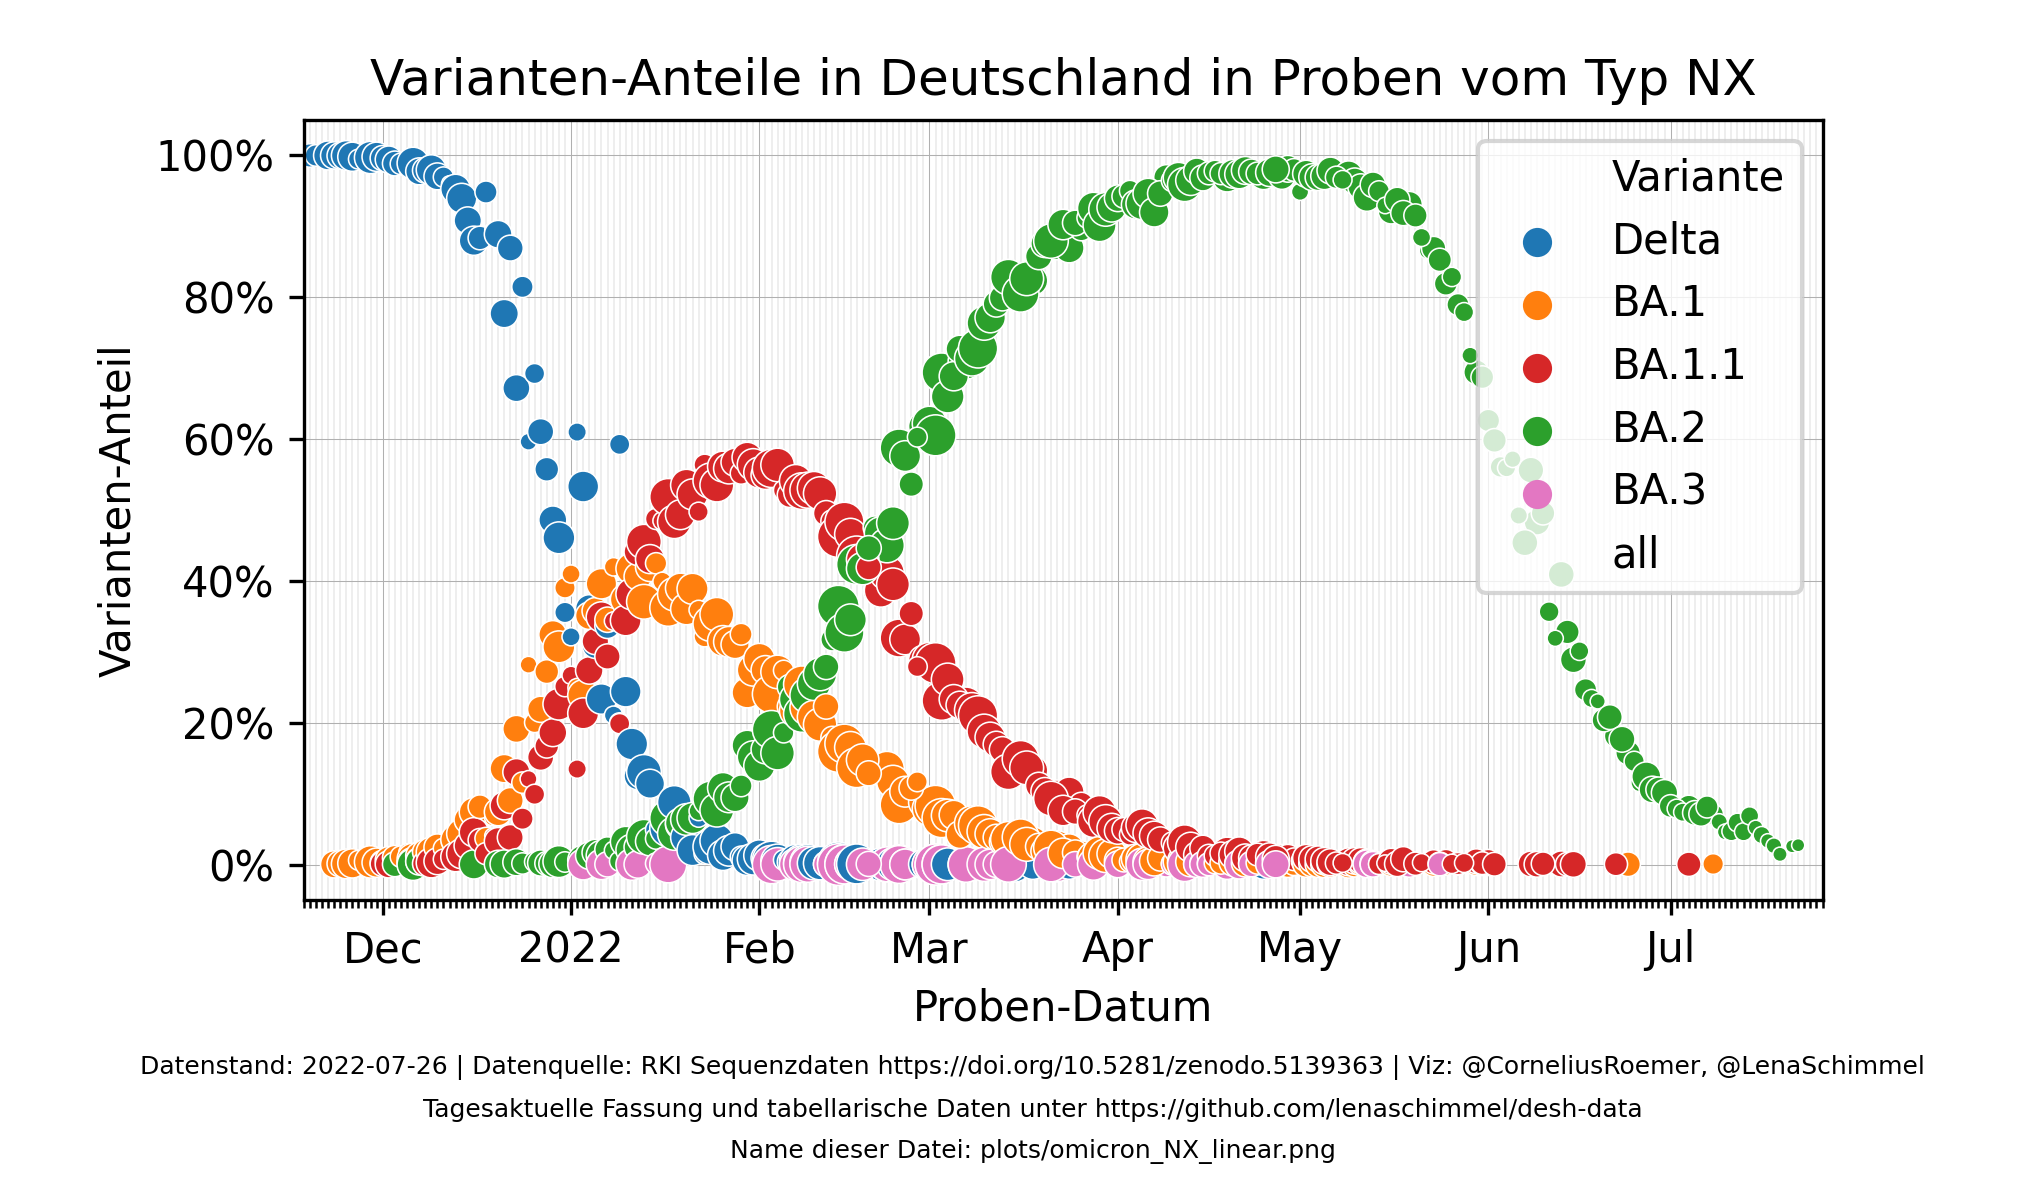 Varianten-Anteile in Deutschland in Proben vom Typ NX
Varianten-Anteil
100%
80%
60%
40%
20%
0%
Variante
Delta
BA.1
BA.1.1
BA.2
BA.3
all
Dec
2022
Feb
Mar
Apr
May
Jun
Jul
Proben-Datum
Datenstand: 2022-07-26 | Datenquelle: RKI Sequenzdaten https://doi.org/10.5281/zenodo.5139363 | Viz: @CorneliusRoemer, @LenaSchimmel
Tagesaktuelle Fassung und tabellarische Daten unter https://github.com/lenaschimmel/desh-data
Name dieser Datei: plots/omicron_NX_linear.png